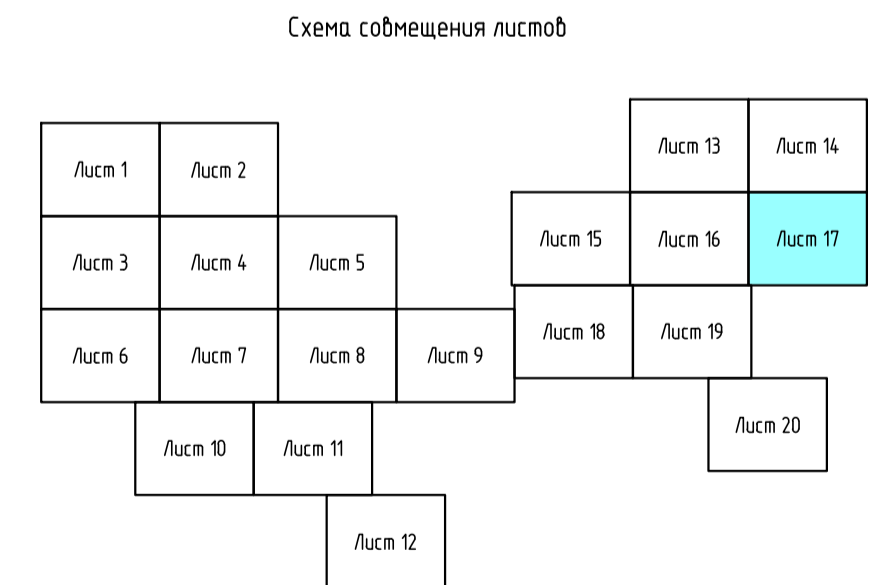 Схема совмещения листов
Лист 13
Лист 14
Лист 1
Лист 2
Лист 15
Лист 16
Лист 17
Лист 3
Лист 4
Лист 5
Лист 18
Лист 19
Лист 6
Лист 7
Лист 8
Лист 9
Лист 20
Лист 10
Лист 11
Лист 12